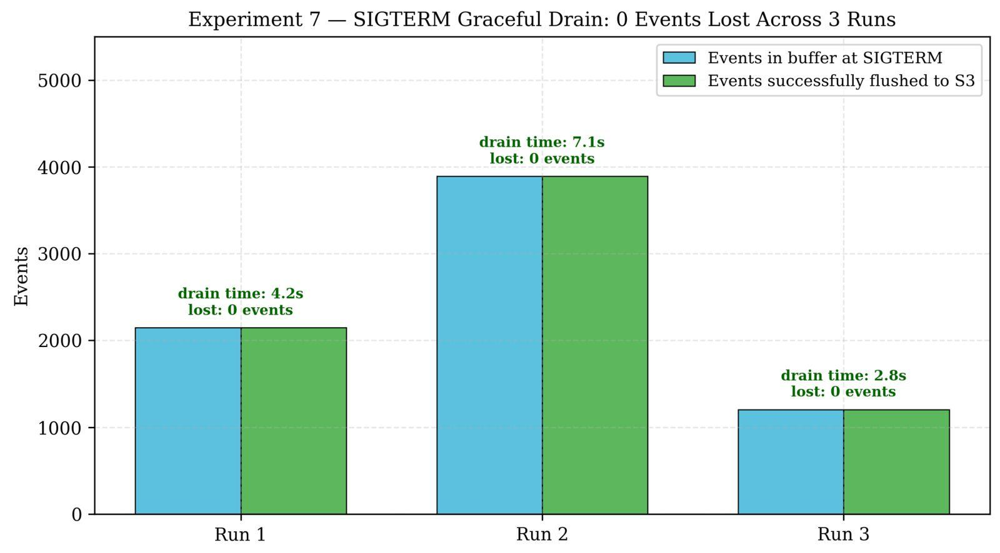 Experiment 7 — SIGTERM Graceful Drain: 0 Events Lost Across 3 Runs
Events in buffer at SIGTERM
Events successfully flushed to S3
Events
5000
4000
3000
2000
1000
0
drain time: 4.2s
lost: 0 events
drain time: 7.1s
lost: 0 events
drain time: 2.8s
lost: 0 events
Run 1
Run 2
Run 3